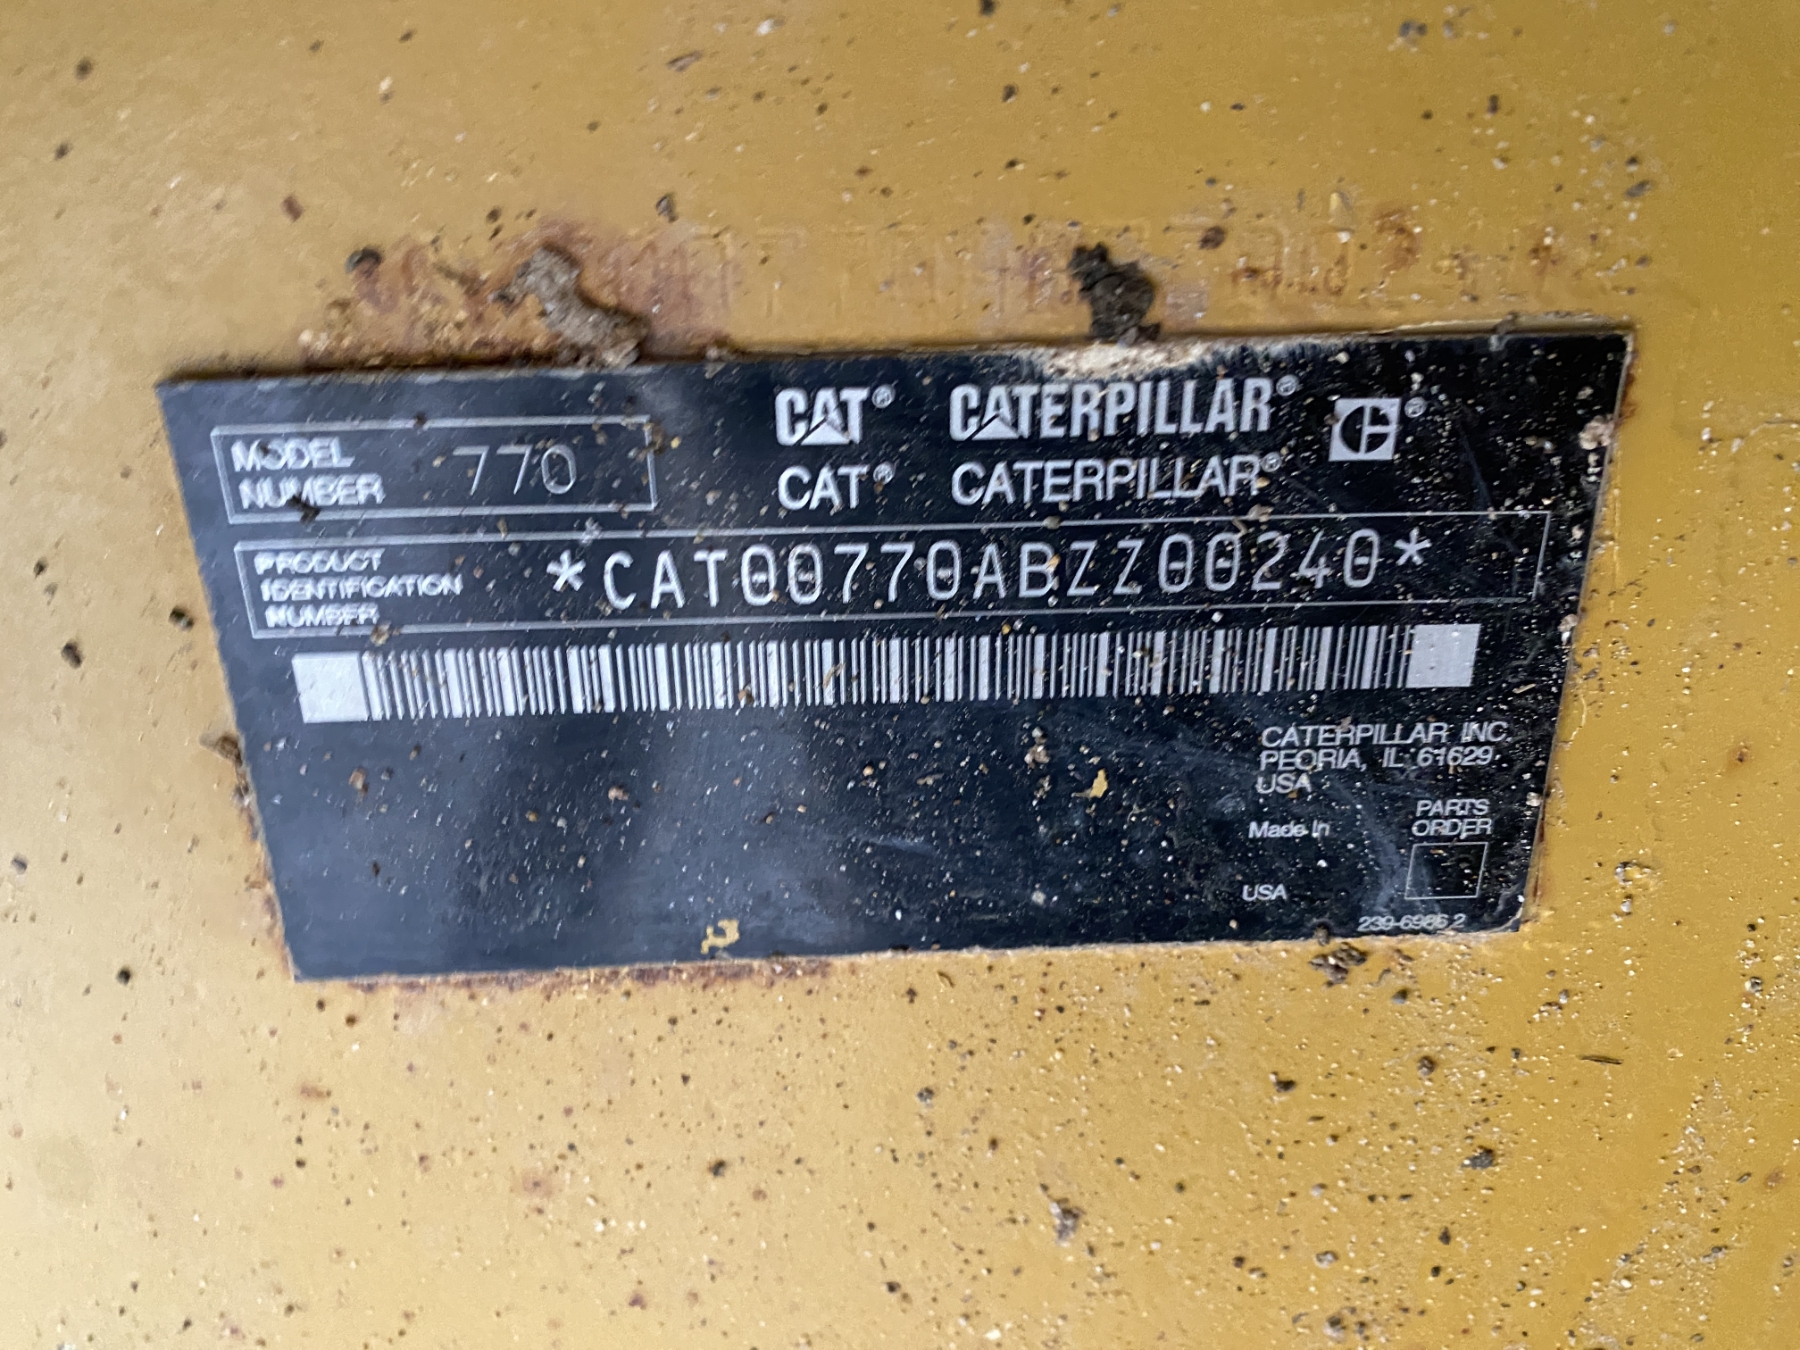 MODEL
NUMBER
770
CAT® CATERPILLAR® C®
CAT® CATERPILLAR®
PRODUCT
IDENTIFICATION
NUMBER
*CAT00770ABZZ00240*
CATERPILLAR INC.
PEORIA, IL 61629
USA
Made In
USA
PARTS
ORDER
239-6986 2